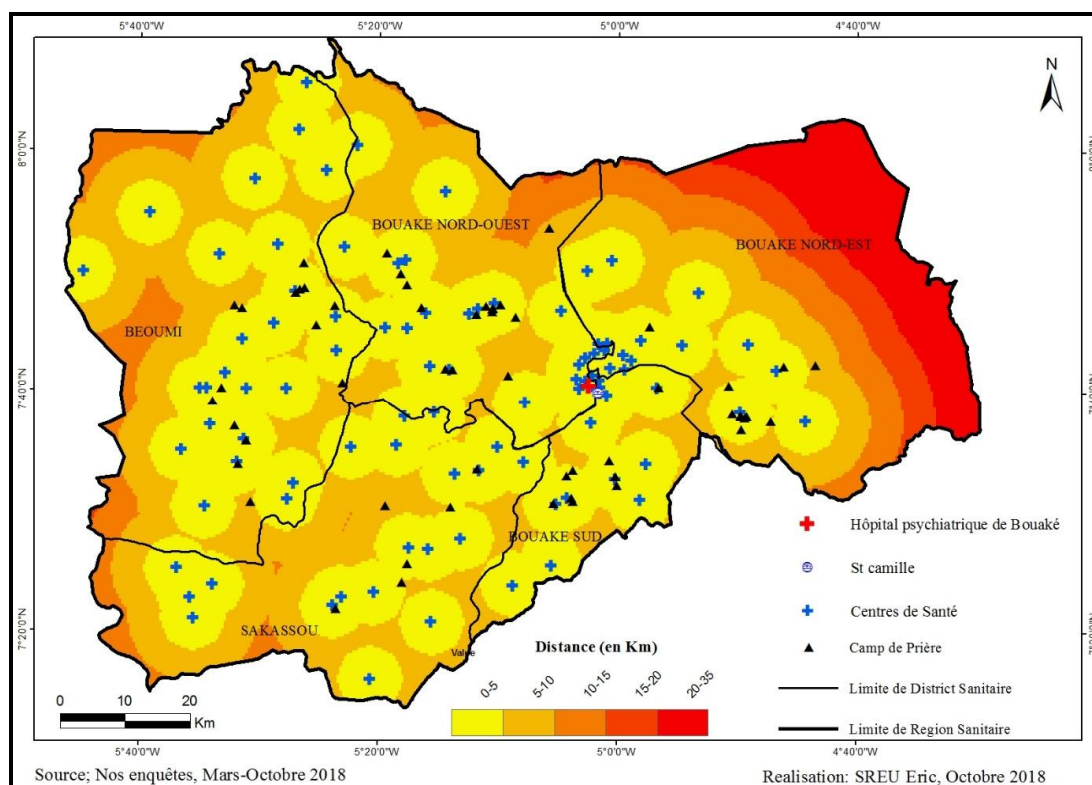 5°40'0"W 5°20'0"W 5°0'0"W 4°40'0"W
N
8°0'0"N
BOUAKE NORD-OUEST
BOUAKE NORD-EST
BEOUMI
7°40'0"N
Hôpital psychiatrique de Bouaké
BOUAKE SUD
St camille
Centres de Santé
SAKASSOU
7°20'0"N
Camp de Prière
Value
Distance (en Km)
0-5 5-10 10-15 15-20 20-35
Limite de District Sanitaire
0 10 20
Km
Limite de Region Sanitaire
5°40'0"W 5°20'0"W 5°0'0"W 4°40'0"W
Source; Nos enquêtes, Mars-Octobre 2018
Realisation: SREU Eric, Octobre 2018